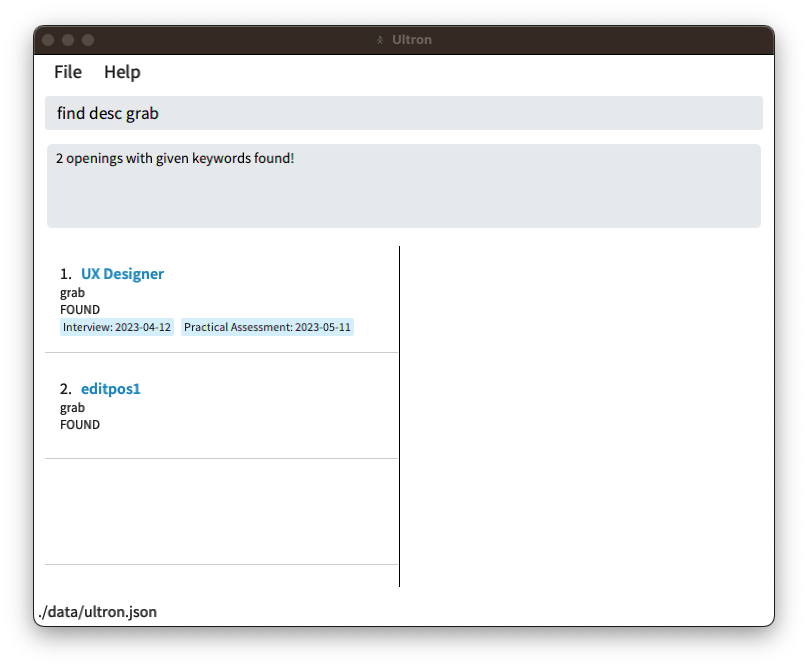 Ultron
File Help
find desc grab
2 openings with given keywords found!
1. UX Designer
grab
FOUND
Interview: 2023-04-12 Practical Assessment: 2023-05-11
2. editpos1
grab
FOUND
./data/ultron.json